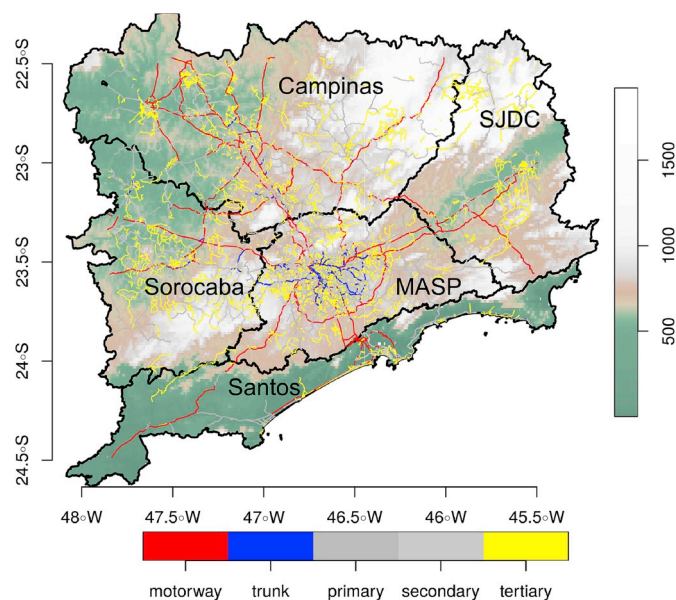 22.5°S
23°S
23.5°S
24°S
24.5°S
Campinas
SJDC
Sorocaba
MASP
Santos
1500
1000
500
48°W 47.5°W 47°W 46.5°W 46°W 45.5°W
motorway trunk primary secondary tertiary